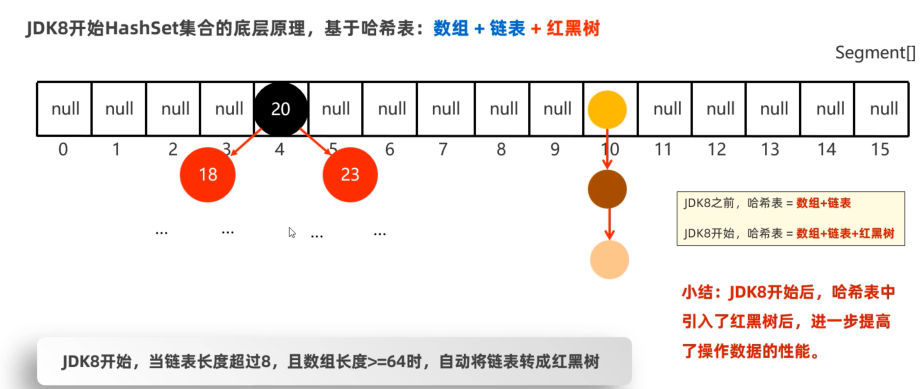 JDK8开始HashSet集合的底层原理，基于哈希表：数组 + 链表 + 红黑树
Segment[]
null null null null 20 null null null null null null null null null null
0 1 2 3 4 5 6 7 8 9 10 11 12 13 14 15
18 23
... ... ... ...
JDK8之前，哈希表 = 数组+链表
JDK8开始，哈希表 = 数组+链表+红黑树
小结：JDK8开始后，哈希表中
引入了红黑树后，进一步提高
了操作数据的性能。
JDK8开始，当链表长度超过8，且数组长度>=64时，自动将链表转成红黑树